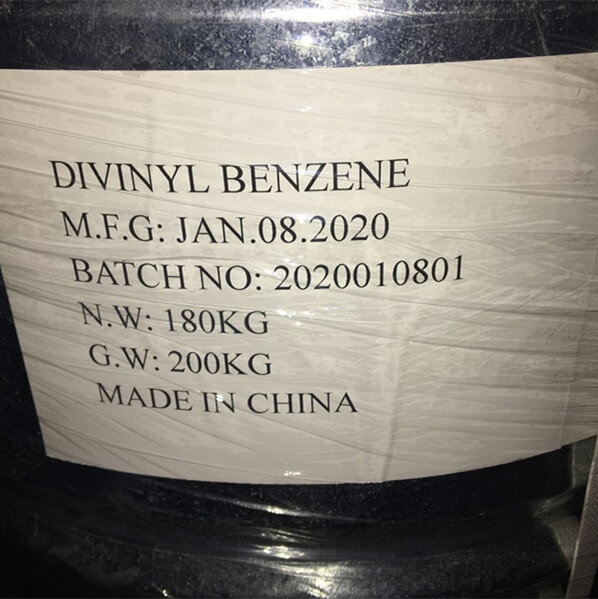 DIVINYL BENZENE
M.F.G: JAN.08.2020
BATCH NO: 2020010801
N.W: 180KG
G.W: 200KG
MADE IN CHINA